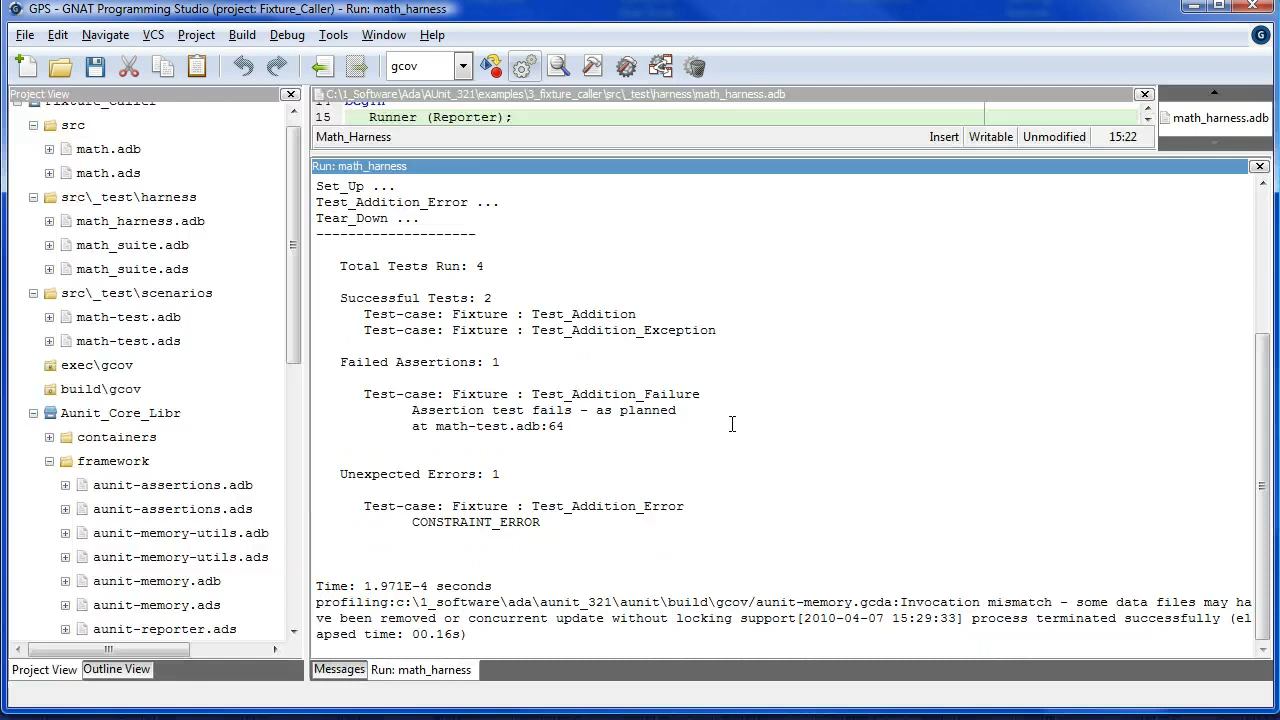 GPS - GNAT Programming Studio (project: Fixture_Caller) - Run: math_harness
File Edit Navigate VCS Project Build Debug Tools Window Help
gcov
Project View
Fixture_Caller
src
math.adb
math.ads
src\_test\harness
math_harness.adb
math_suite.adb
math_suite.ads
src\_test\scenarios
math-test.adb
math-test.ads
exec\gcov
build\gcov
Aunit_Core_Libr
containers
framework
aunit-assertions.adb
aunit-assertions.ads
aunit-memory-utils.adb
aunit-memory-utils.ads
aunit-memory.adb
aunit-memory.ads
aunit-reporter.ads
Project View Outline View
C:\1_Software\Ada\AUnit_321\examples\3_fixture_caller\src\_test\harness\math_harness.adb
14 begin
15 Runner (Reporter);
Math_Harness Insert Writable Unmodified 15:22
math_harness.adb
Run: math_harness
Set_Up ...
Test_Addition_Error ...
Tear_Down ...
--------------------
Total Tests Run: 4
Successful Tests: 2
Test-case: Fixture : Test_Addition
Test-case: Fixture : Test_Addition_Exception
Failed Assertions: 1
Test-case: Fixture : Test_Addition_Failure
Assertion test fails - as planned
at math-test.adb:64
Unexpected Errors: 1
Test-case: Fixture : Test_Addition_Error
CONSTRAINT_ERROR
Time: 1.971E-4 seconds
profiling:c:\1_software\ada\aunit_321\aunit\build\gcov/aunit-memory.gcda:Invocation mismatch - some data files may ha
ve been removed or concurrent update without locking support[2010-04-07 15:29:33] process terminated successfully (el
apsed time: 00.16s)
Messages Run: math_harness